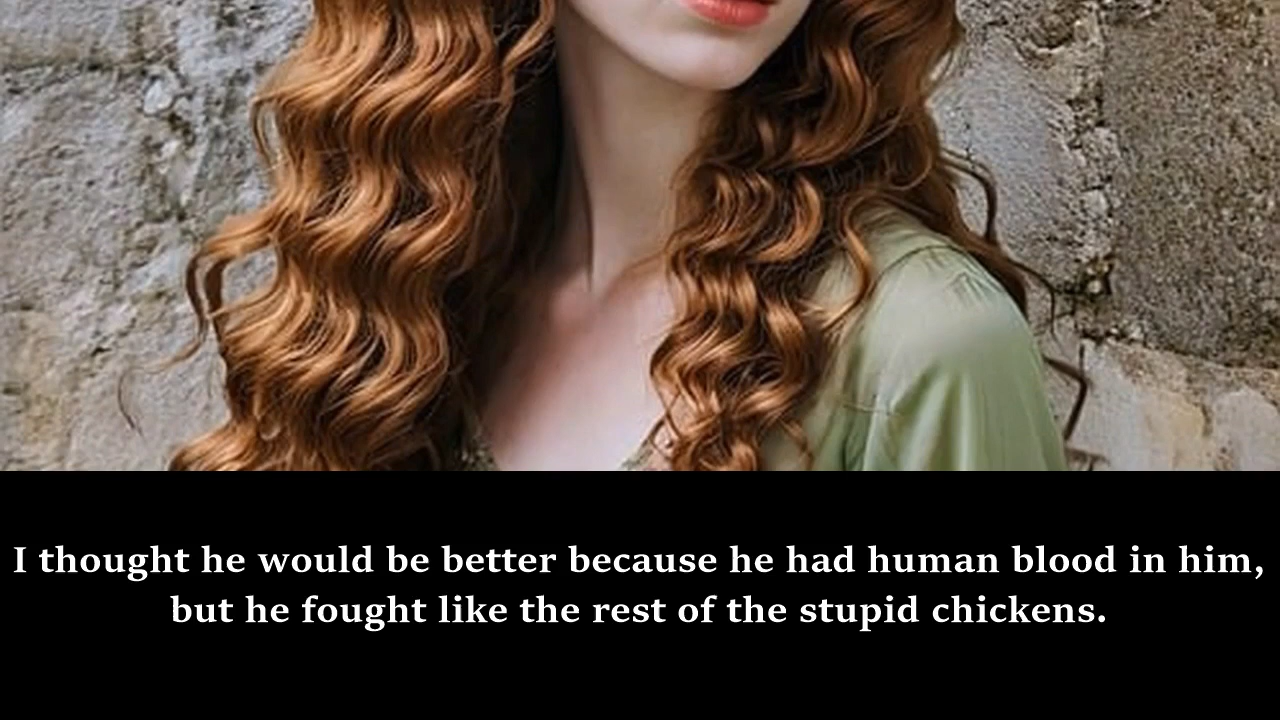 I thought he would be better because he had human blood in him,
but he fought like the rest of the stupid chickens.